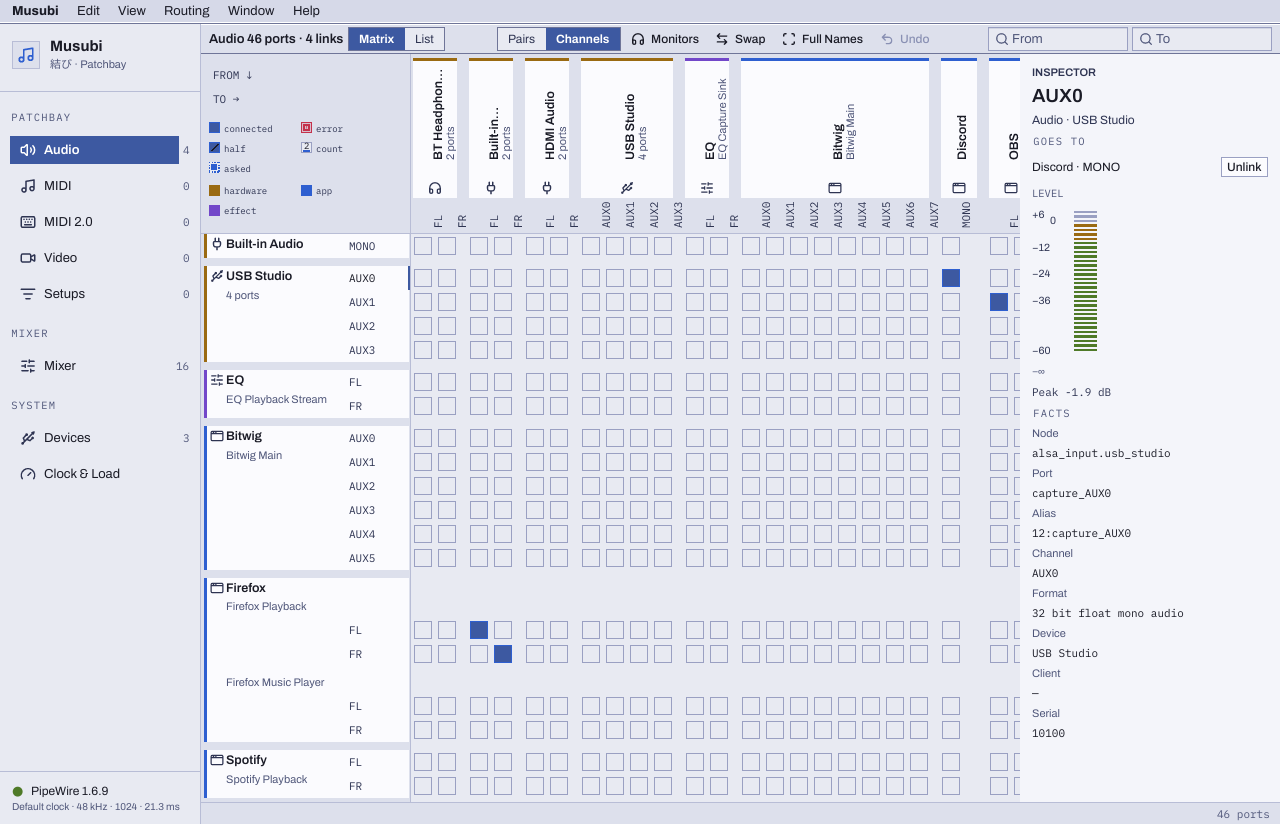 Musubi Edit View Routing Window Help
Musubi
結び · Patchbay
Audio 46 ports · 4 links Matrix List Pairs Channels Monitors Swap Full Names Undo From To
PATCHBAY
Audio 4
MIDI 0
MIDI 2.0 0
Video 0
Setups 0
MIXER
Mixer 16
SYSTEM
Devices 3
Clock & Load
PipeWire 1.6.9
Default clock · 48 kHz · 1024 · 21.3 ms
FROM ↓
TO →
connected error
half 2 count
asked
hardware app
effect
BT Headphon...
2 ports
Built-in...
2 ports
HDMI Audio
2 ports
USB Studio
4 ports
EQ
EQ Capture Sink
Bitwig
Bitwig Main
Discord
OBS
FL FR FL FR FL FR AUX0 AUX1 AUX2 AUX3 FL FR AUX0 AUX1 AUX2 AUX3 AUX4 AUX5 AUX6 AUX7 MONO FL
Built-in Audio MONO
USB Studio AUX0
4 ports
AUX1
AUX2
AUX3
EQ FL
EQ Playback Stream
FR
Bitwig AUX0
Bitwig Main
AUX1
AUX2
AUX3
AUX4
AUX5
Firefox
Firefox Playback
FL
FR
Firefox Music Player
FL
FR
Spotify FL
Spotify Playback
FR
INSPECTOR
AUX0
Audio · USB Studio
GOES TO
Discord · MONO Unlink
LEVEL
+6
0
−12
−24
−36
−60
−∞
Peak -1.9 dB
FACTS
Node
alsa_input.usb_studio
Port
capture_AUX0
Alias
12:capture_AUX0
Channel
AUX0
Format
32 bit float mono audio
Device
USB Studio
Client
—
Serial
10100
46 ports